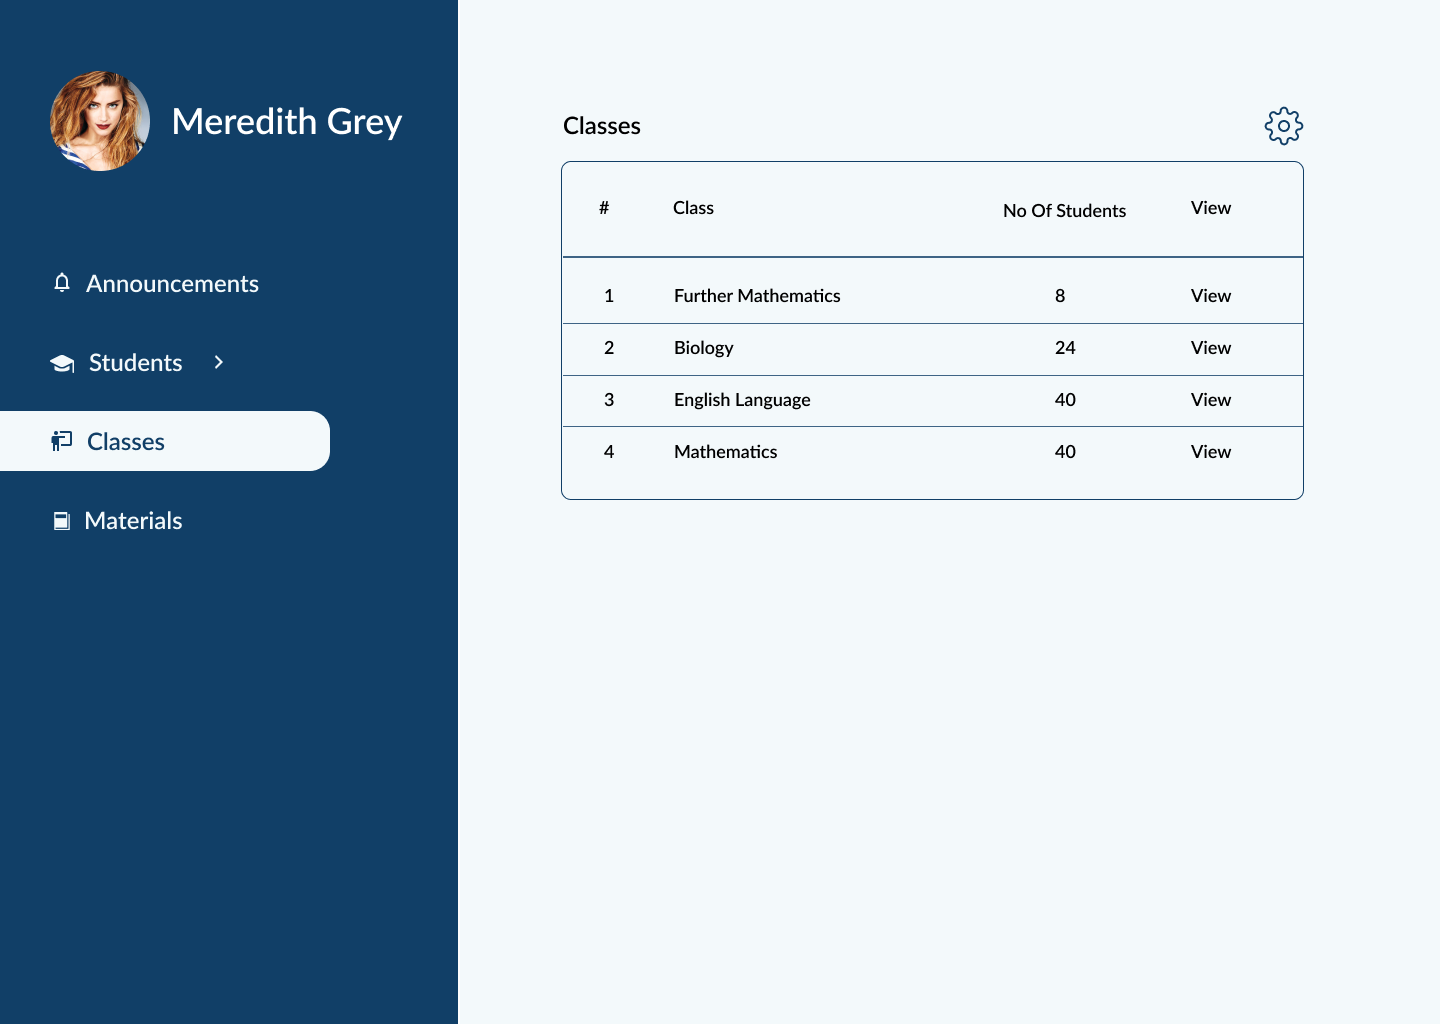 Meredith Grey
Announcements
Students
Classes
Materials
Classes
# Class No Of Students View
1 Further Mathematics 8 View
2 Biology 24 View
3 English Language 40 View
4 Mathematics 40 View